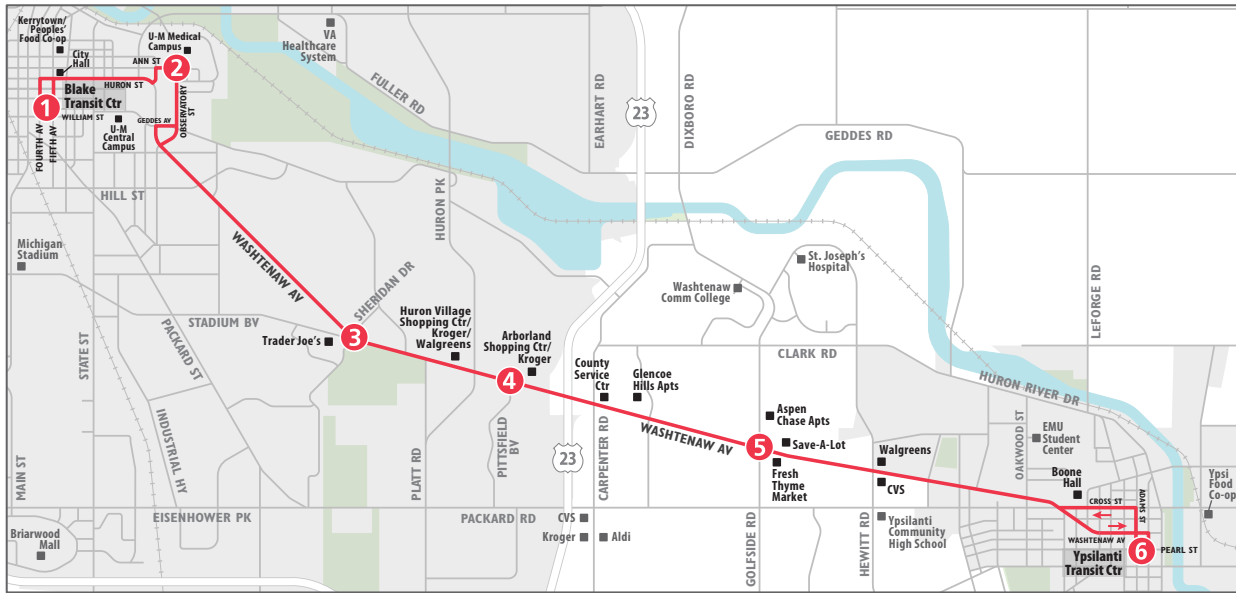 Kerrytown/
Peoples'
Food Co-op
City
Hall
U-M Medical
Campus
ANN ST
2
VA
Healthcare
System
HURON ST
1
Blake
Transit Ctr
WILLIAM ST
U-M
Central
Campus
GEDDES AV
OBSERVATORY
ST
FOURTH AV
FIFTH AV
FULLER RD
EARHART RD
23
DIXBORO RD
GEDDES RD
HILL ST
HURON PK
Michigan
Stadium
WASHTENAW AV
SHERIDAN DR
STADIUM BV
Trader Joe's
3
Huron Village
Shopping Ctr/
Kroger/
Walgreens
Arborland
Shopping Ctr/
Kroger
4
County
Service
Ctr
Glencoe
Hills Apts
Washtenaw
Comm College
St. Joseph's
Hospital
CLARK RD
LEFORGE RD
HURON RIVER DR
STATE ST
PACKARD ST
INDUSTRIAL HY
MAIN ST
PLATT RD
PITTSFIELD
BV
23
CARPENTER RD
WASHTENAW AV
Aspen
Chase Apts
5
Save-A-Lot
Fresh
Thyme
Market
Walgreens
CVS
OAKWOOD ST
EMU
Student
Center
Boone
Hall
CROSS ST
ADAMS ST
Ypsi
Food
Co-op
EISENHOWER PK
PACKARD RD
CVS
Kroger
Aldi
GOLFSIDE RD
HEWITT RD
Ypsilanti
Community
High School
Briarwood
Mall
WASHTENAW AV
6
PEARL ST
Ypsilanti
Transit Ctr